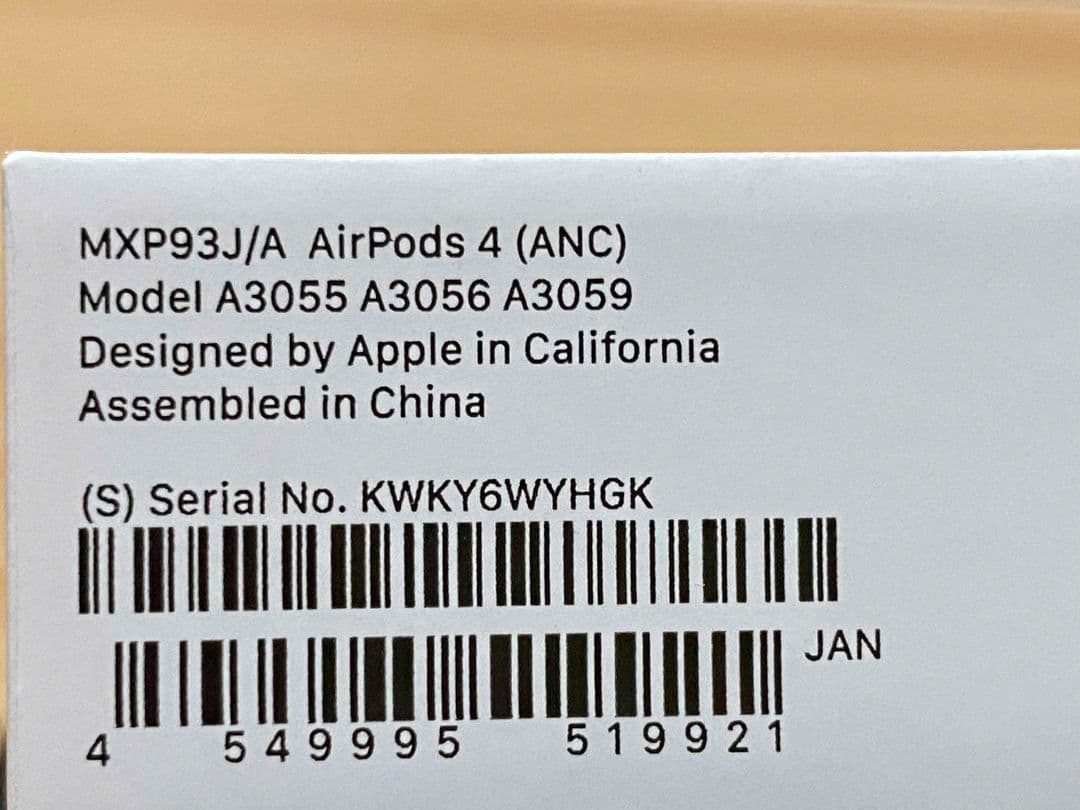 MXP93J/A AirPods 4 (ANC)
Model A3055 A3056 A3059
Designed by Apple in California
Assembled in China
(S) Serial No. KWKY6WYHGK
JAN
4 549995 519921